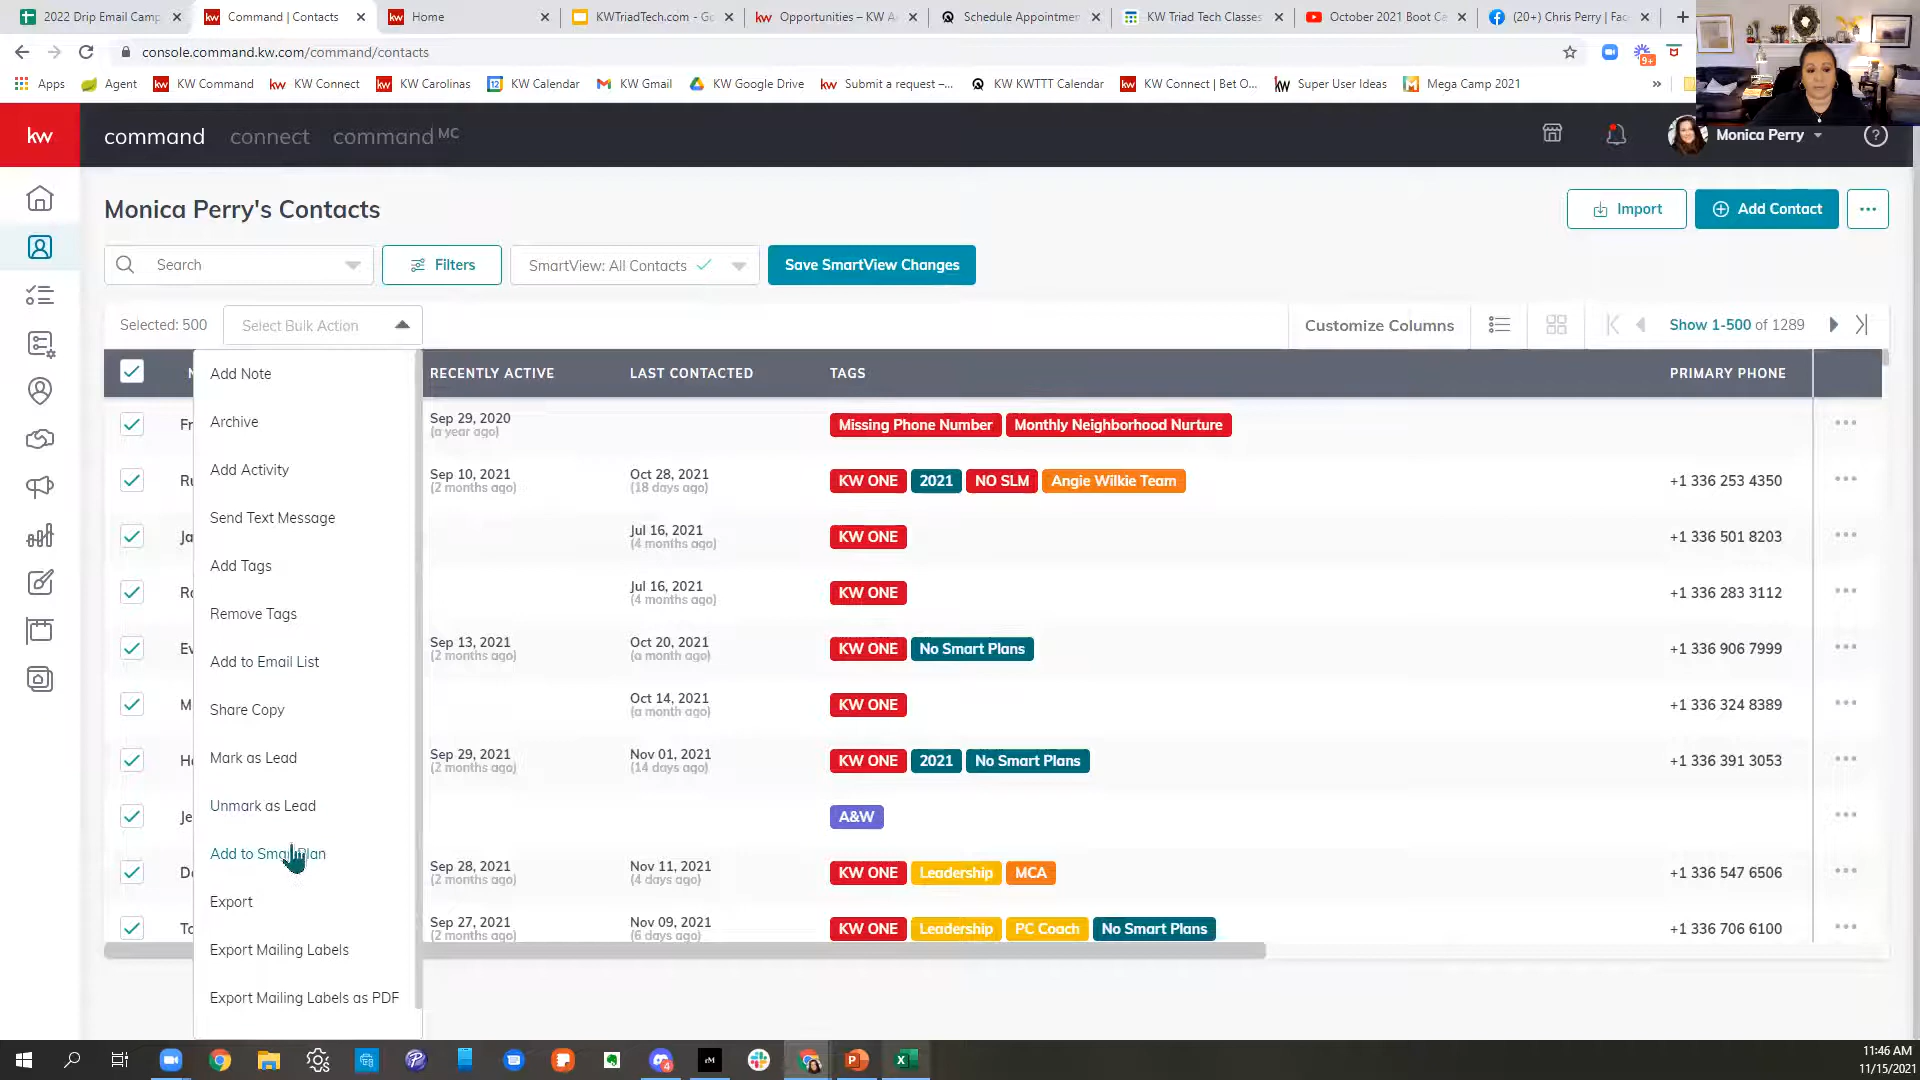 2022 Drip Email Camp
Command | Contacts
Home
KWTriadTech.com - Go
Opportunities – KW A
Schedule Appointmen
KW Triad Tech Classes
October 2021 Boot Ca
(20+) Chris Perry | Fac
console.command.kw.com/command/contacts
9+
Apps
Agent
KW Command
KW Connect
KW Carolinas
KW Calendar
KW Gmail
KW Google Drive
Submit a request –...
KW KWTTT Calendar
KW Connect | Bet O...
Super User Ideas
Mega Camp 2021
kw
command connect command MC
Monica Perry
Monica Perry's Contacts
Import
Add Contact
Search
Filters
SmartView: All Contacts
Save SmartView Changes
Selected: 500
Select Bulk Action
Customize Columns
Show 1-500 of 1289
N
RECENTLY ACTIVE LAST CONTACTED TAGS PRIMARY PHONE
Add Note
Archive
Add Activity
Send Text Message
Add Tags
Remove Tags
Add to Email List
Share Copy
Mark as Lead
Unmark as Lead
Add to SmartPlan
Export
Export Mailing Labels
Export Mailing Labels as PDF
Fr Sep 29, 2020 Missing Phone Number Monthly Neighborhood Nurture
(a year ago)
Ru Sep 10, 2021 Oct 28, 2021 KW ONE 2021 NO SLM Angie Wilkie Team +1 336 253 4350
(2 months ago) (18 days ago)
Ja Jul 16, 2021 KW ONE +1 336 501 8203
(4 months ago)
Ro Jul 16, 2021 KW ONE +1 336 283 3112
(4 months ago)
Ev Sep 13, 2021 Oct 20, 2021 KW ONE No Smart Plans +1 336 906 7999
(2 months ago) (a month ago)
M Oct 14, 2021 KW ONE +1 336 324 8389
(a month ago)
He Sep 29, 2021 Nov 01, 2021 KW ONE 2021 No Smart Plans +1 336 391 3053
(2 months ago) (14 days ago)
Je A&W
Do Sep 28, 2021 Nov 11, 2021 KW ONE Leadership MCA +1 336 547 6506
(2 months ago) (4 days ago)
To Sep 27, 2021 Nov 09, 2021 KW ONE Leadership PC Coach No Smart Plans +1 336 706 6100
(2 months ago) (6 days ago)
11:46 AM
11/15/2021